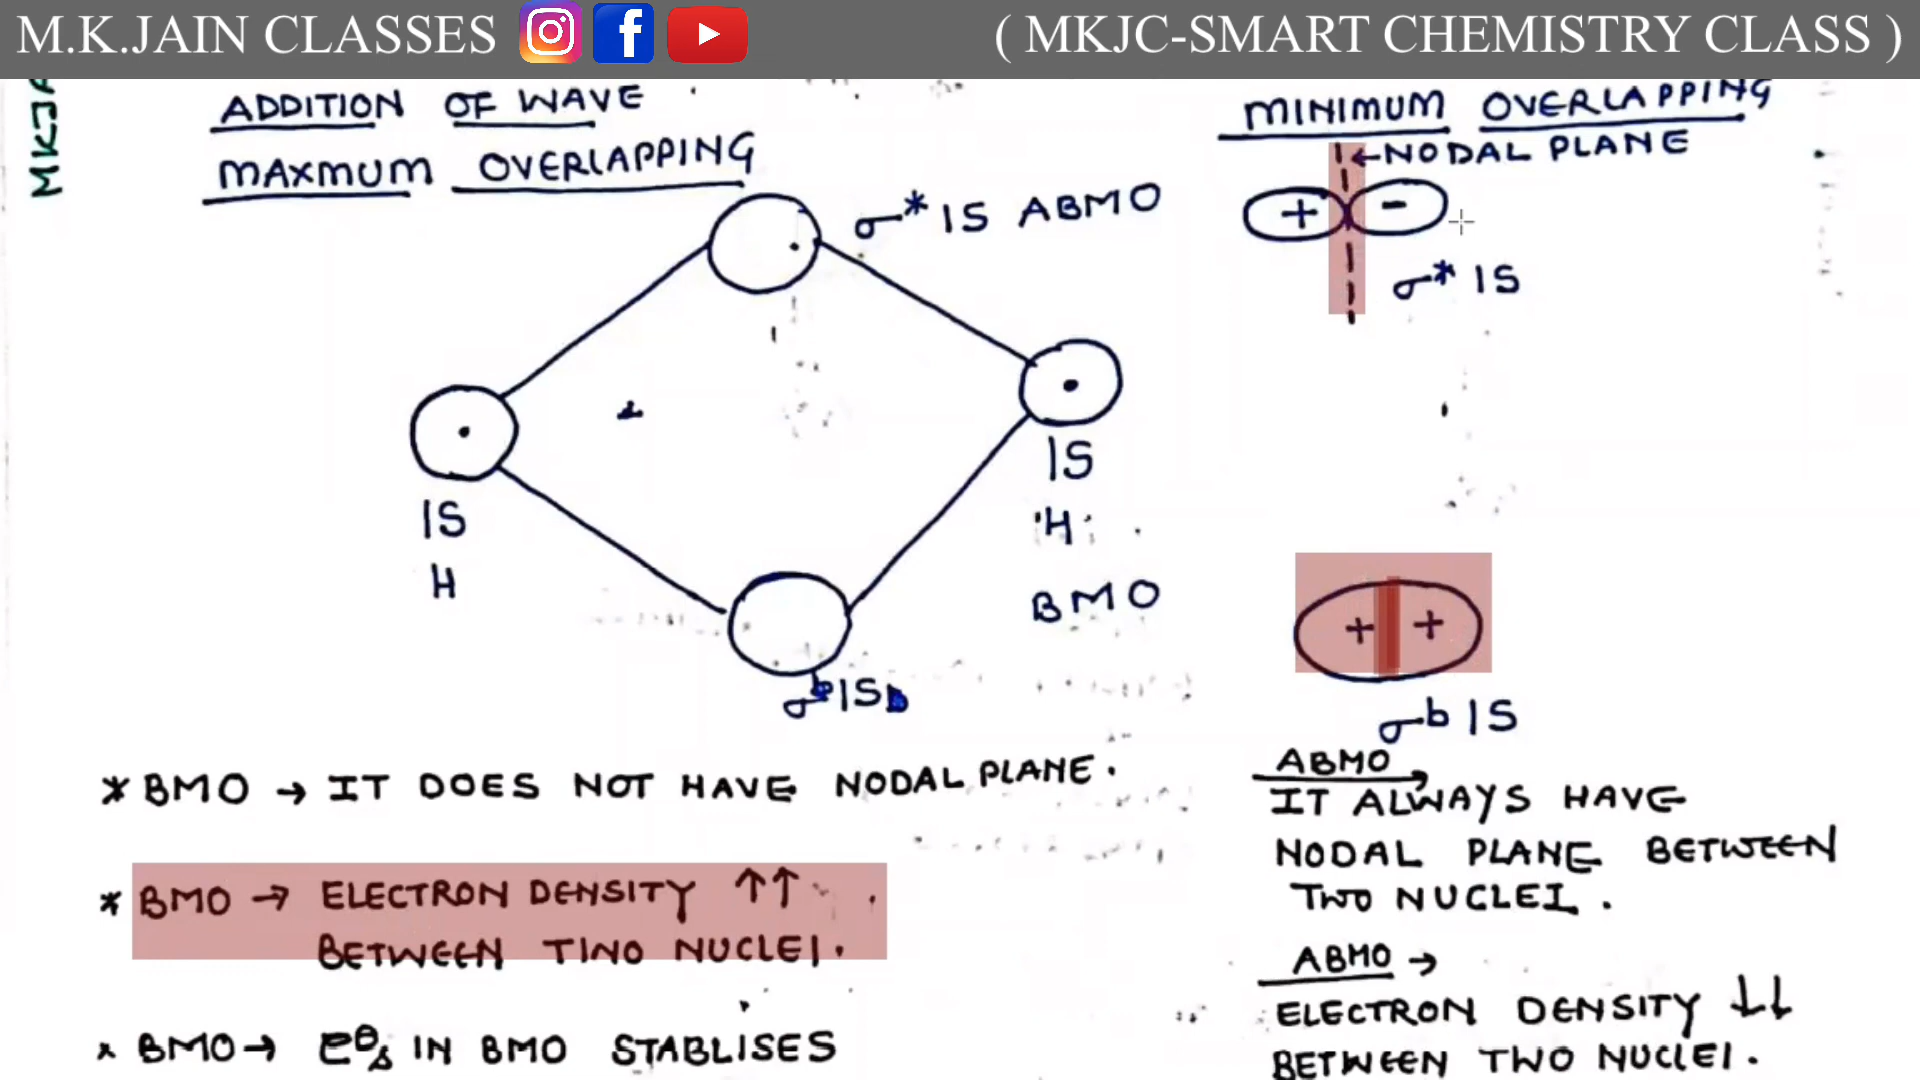 M.K.JAIN CLASSES
( MKJC-SMART CHEMISTRY CLASS )
ADDITION OF WAVE
MAXMUM OVERLAPPING
MINIMUM OVERLAPPING
←NODAL PLANE
+ -
σ* 1S
σ* 1S ABMO
1S
H
1S
H
BMO
σb 1S
+ +
σb 1S
* BMO → IT DOES NOT HAVE NODAL PLANE.
* BMO → ELECTRON DENSITY ↑↑
BETWEEN TWO NUCLEI.
* BMO → IN BMO STABLISES
ABMO →
IT ALWAYS HAVE
NODAL PLANE BETWEEN
TWO NUCLEI.
ABMO →
ELECTRON DENSITY ↓↓
BETWEEN TWO NUCLEI.